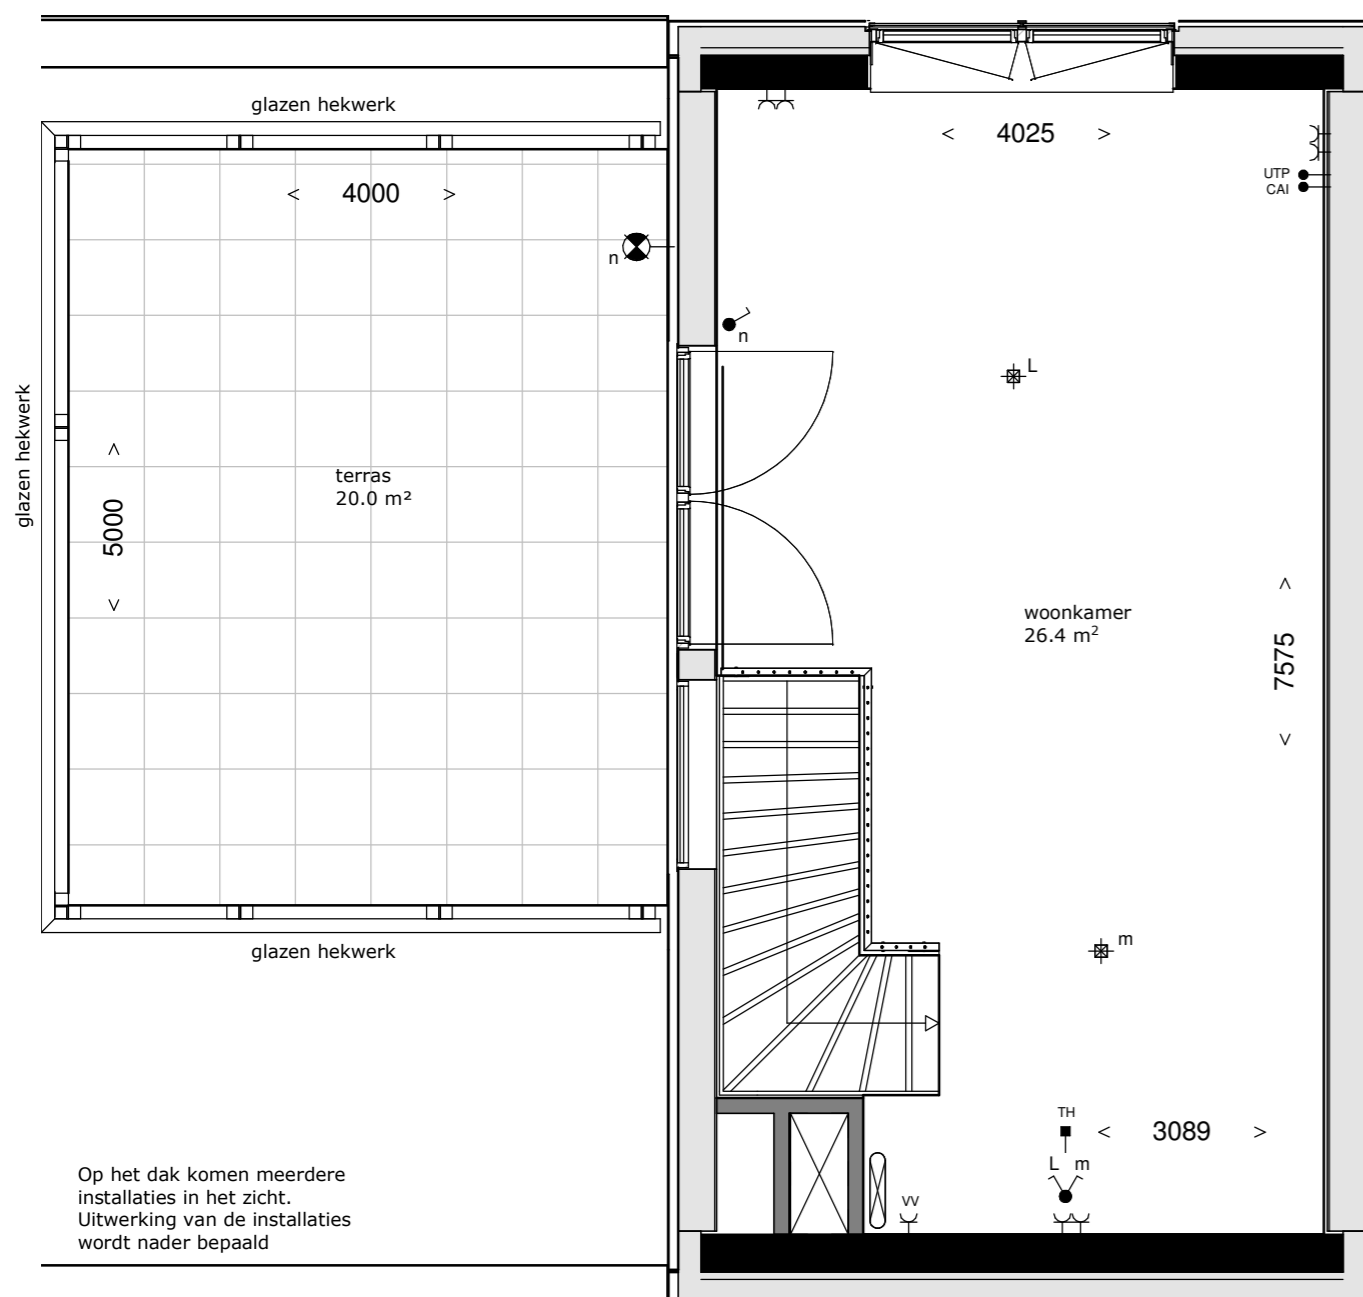 glazen hekwerk
4025
UTP
CAI
4000
n
n
L
glazen hekwerk
terras
20.0 m²
5000
woonkamer
26.4 m²
7575
m
glazen hekwerk
TH
3089
L m
vv
Op het dak komen meerdere
installaties in het zicht.
Uitwerking van de installaties
wordt nader bepaald